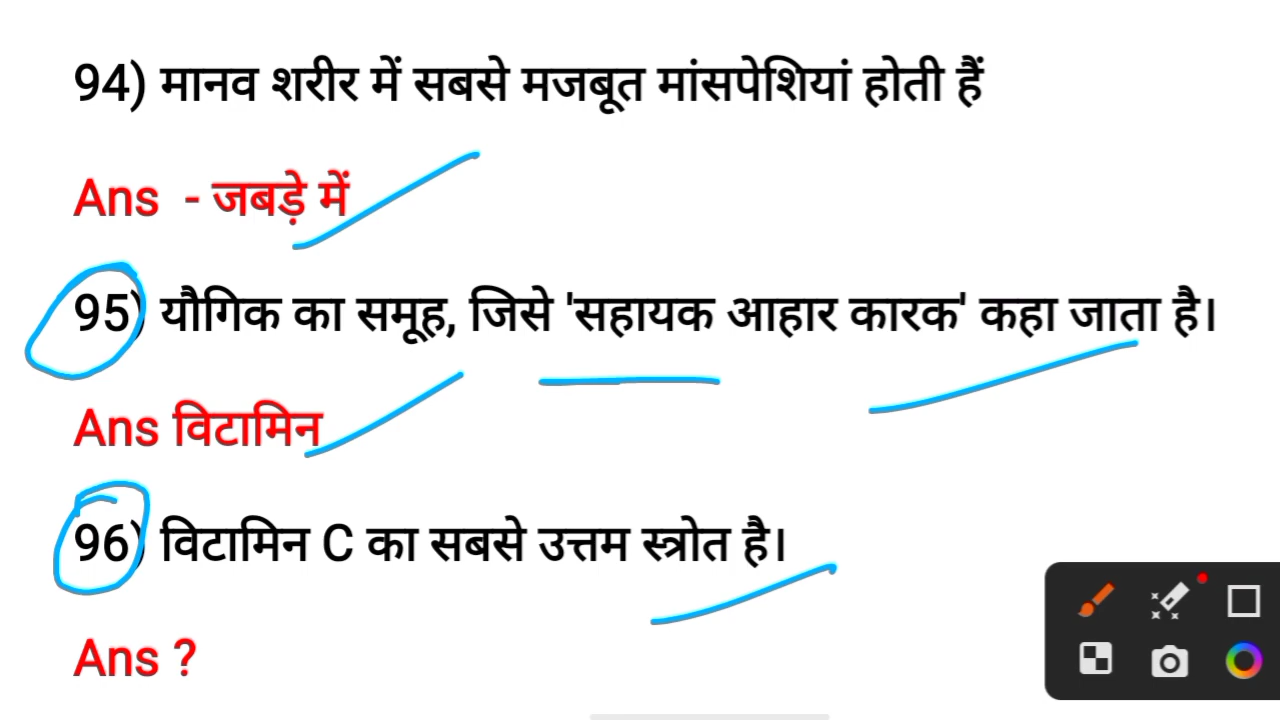 94) मानव शरीर में सबसे मजबूत मांसपेशियां होती हैं
Ans - जबड़े में
95) यौगिक का समूह, जिसे 'सहायक आहार कारक' कहा जाता है।
Ans विटामिन
96) विटामिन C का सबसे उत्तम स्त्रोत है।
Ans ?